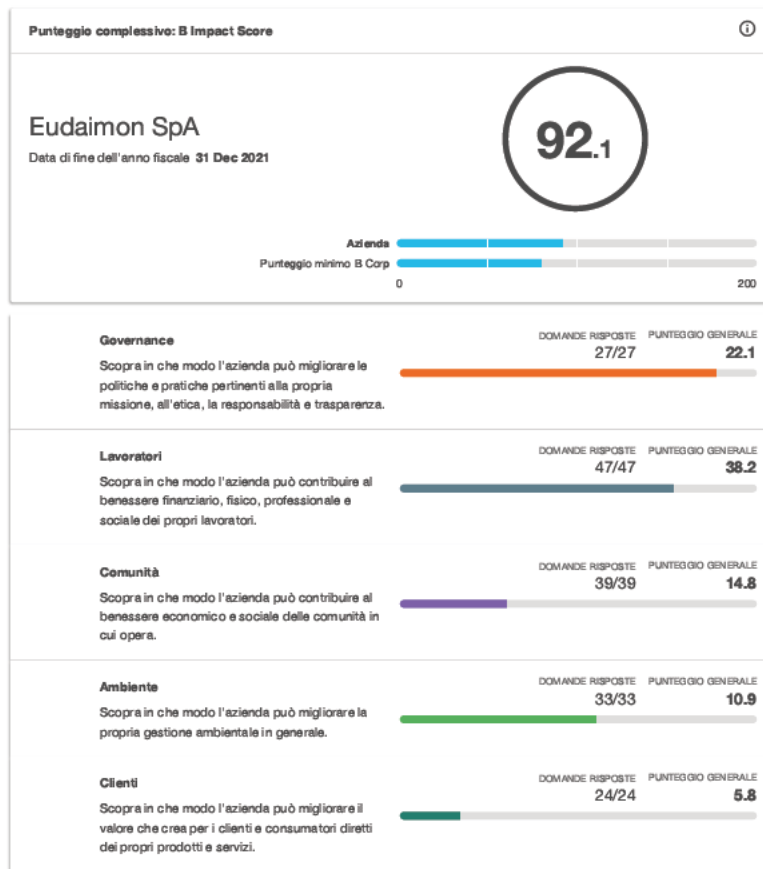 Punteggio complessivo: B Impact Score
Eudaimon SpA
Data di fine dell'anno fiscale 31 Dec 2021
92.1
Azienda
Punteggio minimo B Corp
0 200
Governance
DOMANDE RISPOSTE PUNTEGGIO GENERALE
27/27 22.1
Scopra in che modo l'azienda può migliorare le
politiche e pratiche pertinenti alla propria
missione, all'etica, la responsabilità e trasparenza.
Lavoratori
DOMANDE RISPOSTE PUNTEGGIO GENERALE
47/47 38.2
Scopra in che modo l'azienda può contribuire al
benessere finanziario, fisico, professionale e
sociale dei propri lavoratori.
Comunità
DOMANDE RISPOSTE PUNTEGGIO GENERALE
39/39 14.8
Scopra in che modo l'azienda può contribuire al
benessere economico e sociale delle comunità in
cui opera.
Ambiente
DOMANDE RISPOSTE PUNTEGGIO GENERALE
33/33 10.9
Scopra in che modo l'azienda può migliorare la
propria gestione ambientale in generale.
Clienti
DOMANDE RISPOSTE PUNTEGGIO GENERALE
24/24 5.8
Scopra in che modo l'azienda può migliorare il
valore che crea per i clienti e consumatori diretti
dei propri prodotti e servizi.